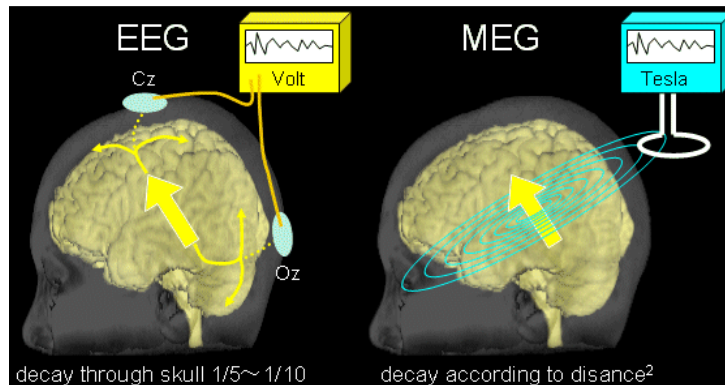 EEG
Volt
Cz
Oz
decay through skull 1/5～1/10
MEG
Tesla
decay according to disance²